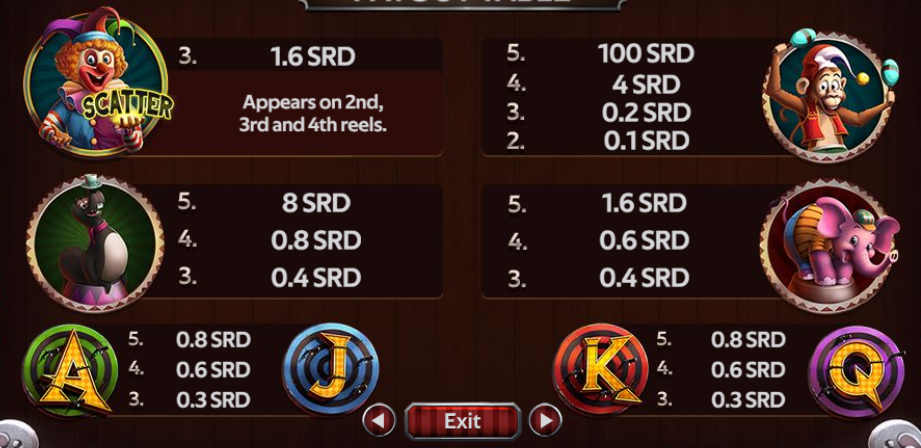 PAYOUT TABLE
SCATTER
3. 1.6 SRD
Appears on 2nd,
3rd and 4th reels.
5. 100 SRD
4. 4 SRD
3. 0.2 SRD
2. 0.1 SRD
5. 8 SRD
4. 0.8 SRD
3. 0.4 SRD
5. 1.6 SRD
4. 0.6 SRD
3. 0.4 SRD
A
5. 0.8 SRD
4. 0.6 SRD
3. 0.3 SRD
J
K
5. 0.8 SRD
4. 0.6 SRD
3. 0.3 SRD
Q
Exit